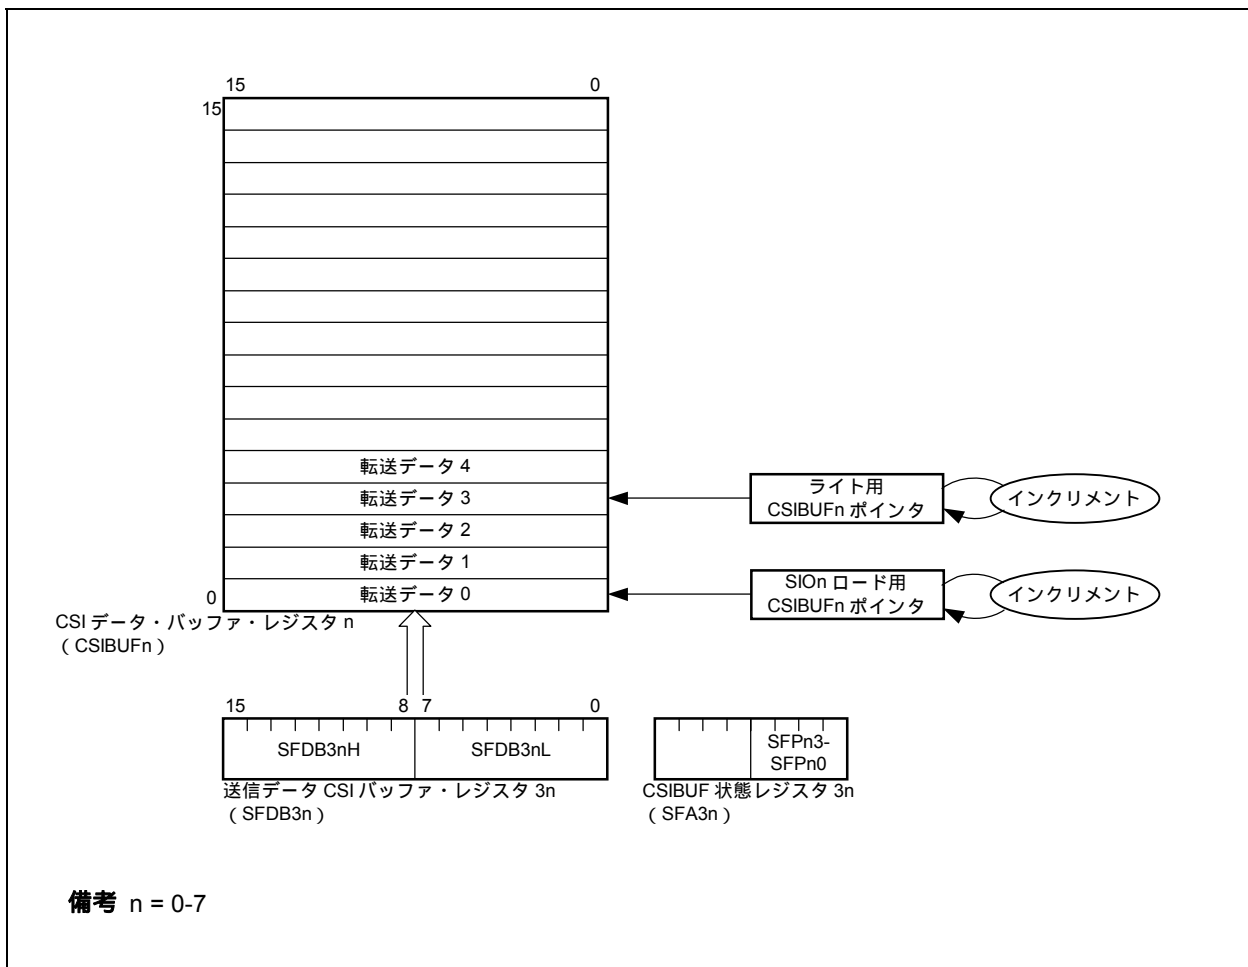 15 0
15
転送データ 4
転送データ 3
ライト用
CSIBUFn ポインタ
インクリメント
転送データ 2
転送データ 1
転送データ 0
SIOn ロード用
CSIBUFn ポインタ
インクリメント
0
CSI データ・バッファ・レジスタ n
（CSIBUFn）
15 8 7 0
SFDB3nH SFDB3nL
SFPn3-
SFPn0
送信データ CSI バッファ・レジスタ 3n
（SFDB3n）
CSIBUF 状態レジスタ 3n
（SFA3n）
備考 n = 0-7